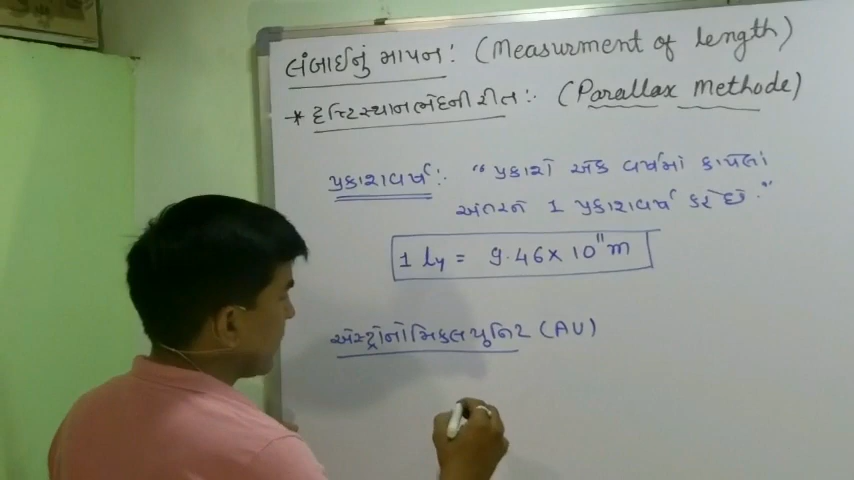 લંબાઈનું માપન : (Measurment of length)
* દૃષ્ટિસ્થાનભેદની રીત :- (Parallax Methode)
પ્રકાશવર્ષ :- “ પ્રકાશે એક વર્ષમાં કાપેલાં
અંતરને 1 પ્રકાશવર્ષ કહે છે. ”
1 ly = 9.46 × 10¹¹ m
એસ્ટ્રોનોમિકલ યુનિટ (AU)